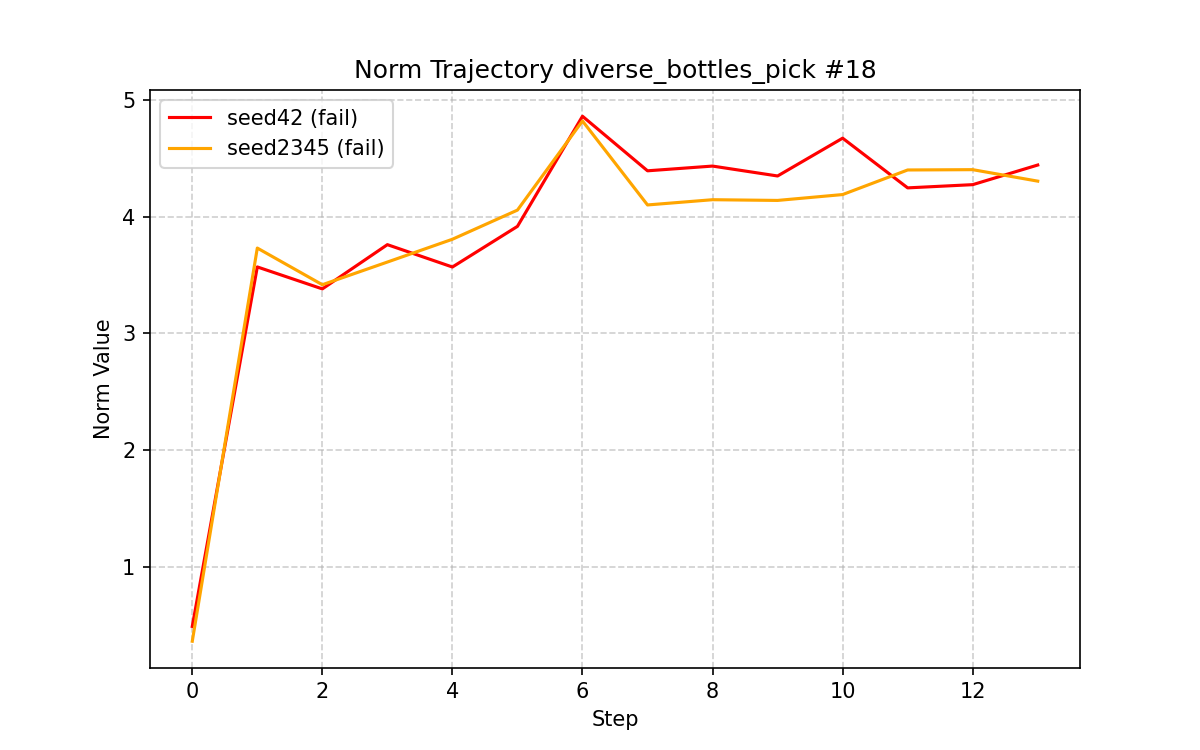 Norm Trajectory diverse_bottles_pick #18
seed42 (fail)
seed2345 (fail)
Norm Value
5
4
3
2
1
0 2 4 6 8 10 12
Step